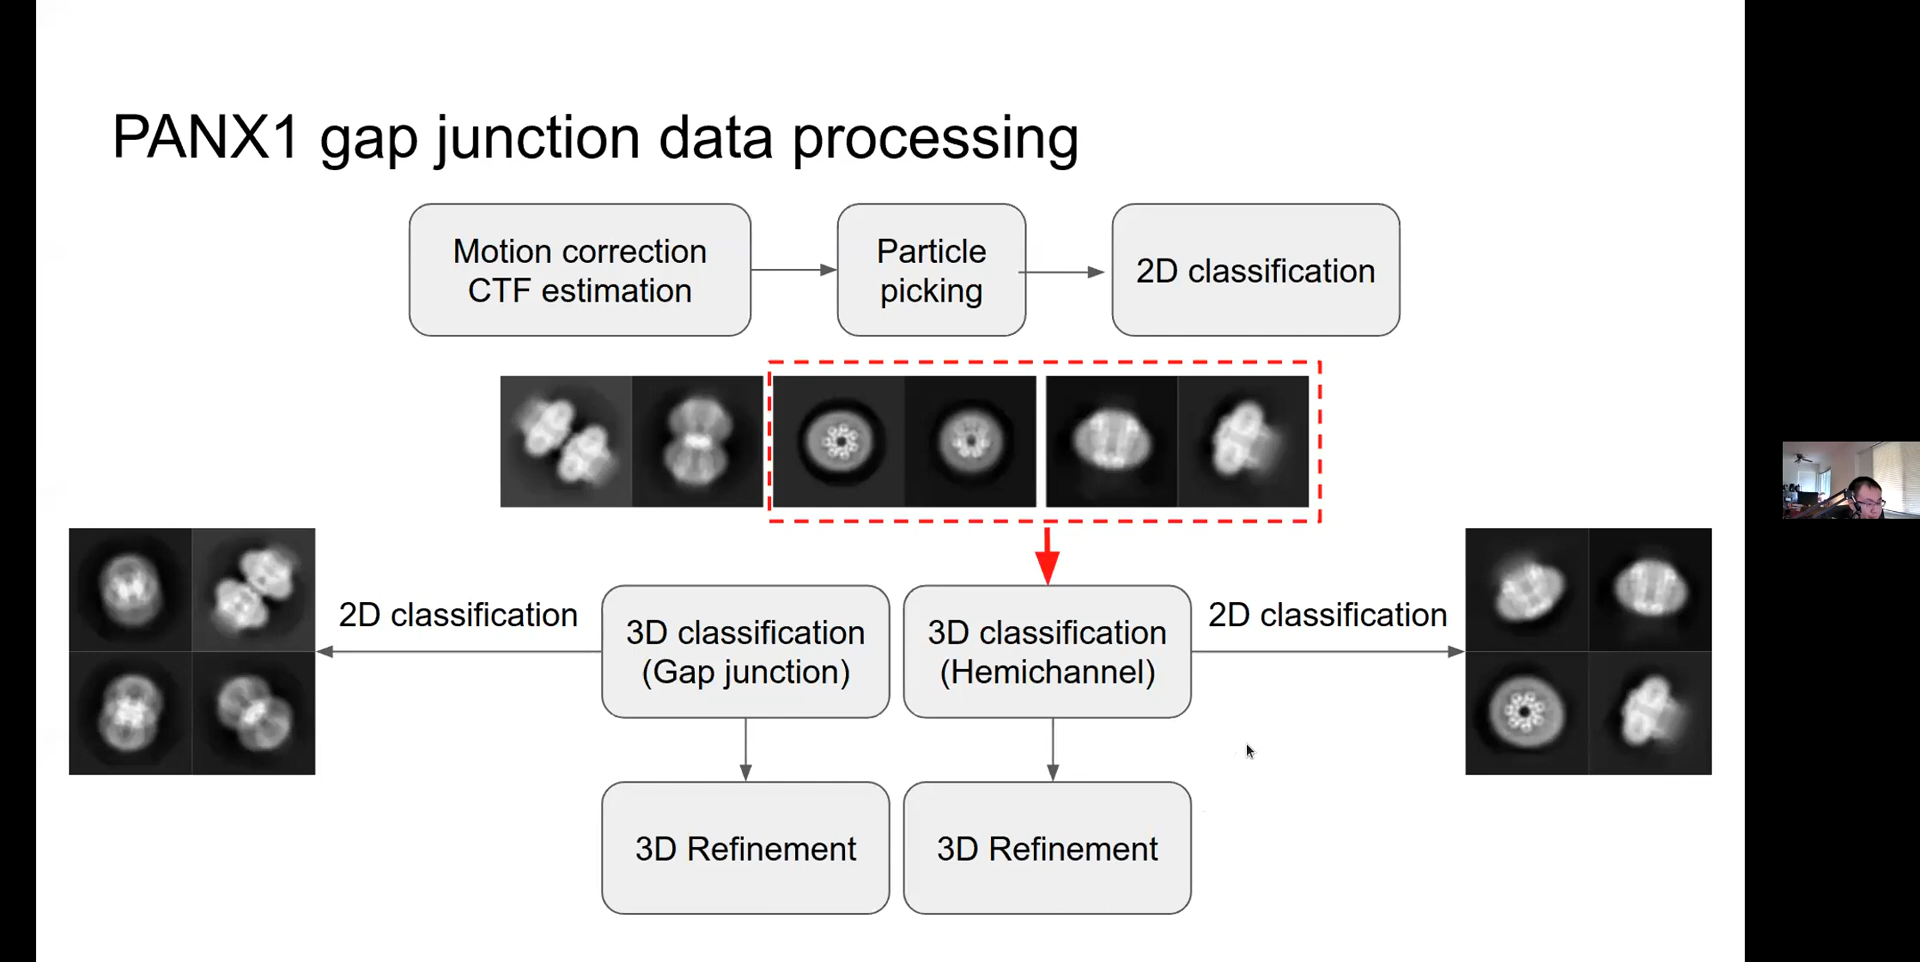 PANX1 gap junction data processing
Motion correction
CTF estimation
Particle
picking
2D classification
2D classification
3D classification
(Gap junction)
3D classification
(Hemichannel)
2D classification
3D Refinement
3D Refinement